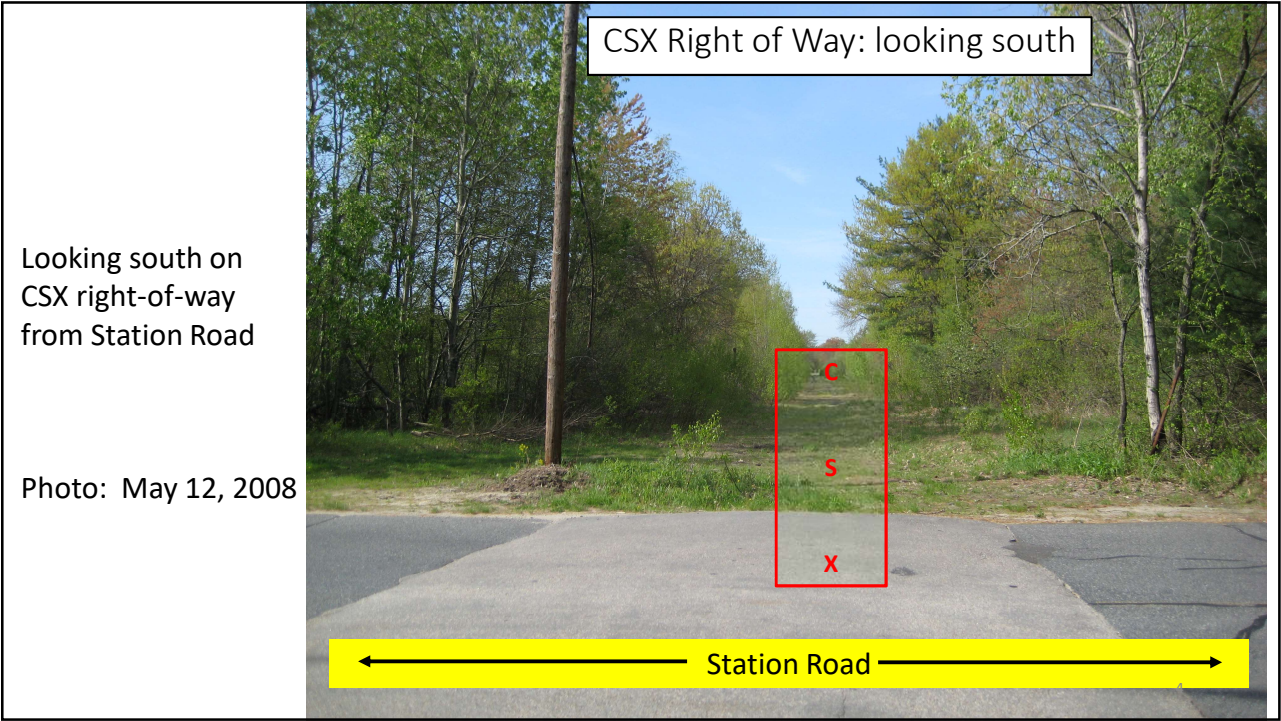 CSX Right of Way: looking south
Looking south on
CSX right-of-way
from Station Road
Photo: May 12, 2008
C
S
X
Station Road
4